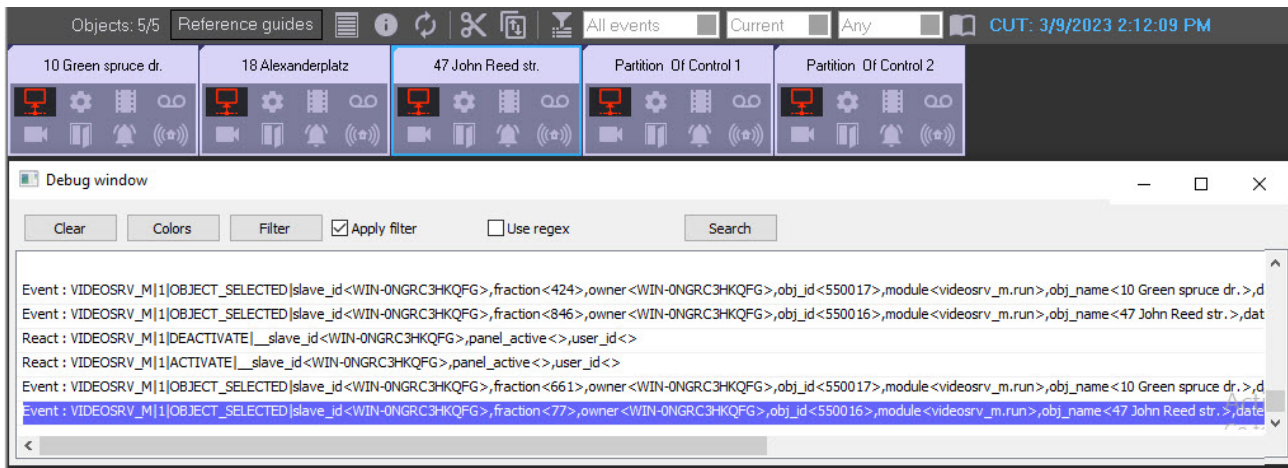 Objects: 5/5 Reference guides All events Current Any CUT: 3/9/2023 2:12:09 PM
10 Green spruce dr. 18 Alexanderplatz 47 John Reed str. Partition Of Control 1 Partition Of Control 2
Debug window
Clear Colors Filter Apply filter Use regex Search
Event : VIDEOSRV_M|1|OBJECT_SELECTED|slave_id<WIN-0NGRC3HKQFG>,fraction<424>,owner<WIN-0NGRC3HKQFG>,obj_id<550017>,module<videosrv_m.run>,obj_name<10 Green spruce dr.>,d
Event : VIDEOSRV_M|1|OBJECT_SELECTED|slave_id<WIN-0NGRC3HKQFG>,fraction<846>,owner<WIN-0NGRC3HKQFG>,obj_id<550016>,module<videosrv_m.run>,obj_name<47 John Reed str.>,dat
React : VIDEOSRV_M|1|DEACTIVATE|__slave_id<WIN-0NGRC3HKQFG>,panel_active<>,user_id<>
React : VIDEOSRV_M|1|ACTIVATE|__slave_id<WIN-0NGRC3HKQFG>,panel_active<>,user_id<>
Event : VIDEOSRV_M|1|OBJECT_SELECTED|slave_id<WIN-0NGRC3HKQFG>,fraction<661>,owner<WIN-0NGRC3HKQFG>,obj_id<550017>,module<videosrv_m.run>,obj_name<10 Green spruce dr.>,d
Event : VIDEOSRV_M|1|OBJECT_SELECTED|slave_id<WIN-0NGRC3HKQFG>,fraction<77>,owner<WIN-0NGRC3HKQFG>,obj_id<550016>,module<videosrv_m.run>,obj_name<47 John Reed str.>,date